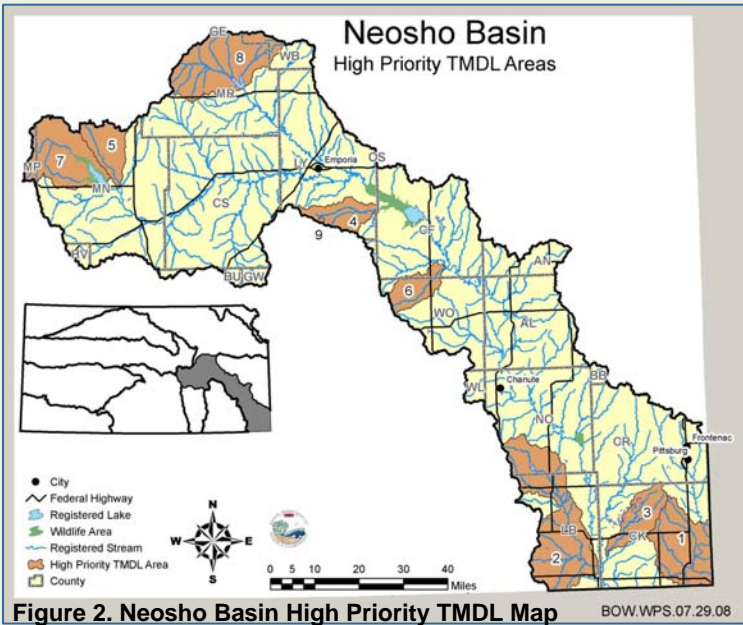 Neosho Basin
High Priority TMDL Areas
GE
8
WB
MR
7
5
MP
MN
LY
Emporia
OS
CS
4
9
CF
RV
BU GW
6
AN
WO
AL
WL
Chanute
BB
NO
CR
Frontenac
Pittsburg
LB
3
CK
1
2
City
Federal Highway
Registered Lake
Wildlife Area
Registered Stream
High Priority TMDL Area
County
N
W
E
S
0 5 10 20 30 40
Miles
Figure 2. Neosho Basin High Priority TMDL Map
BOW.WPS.07.29.08